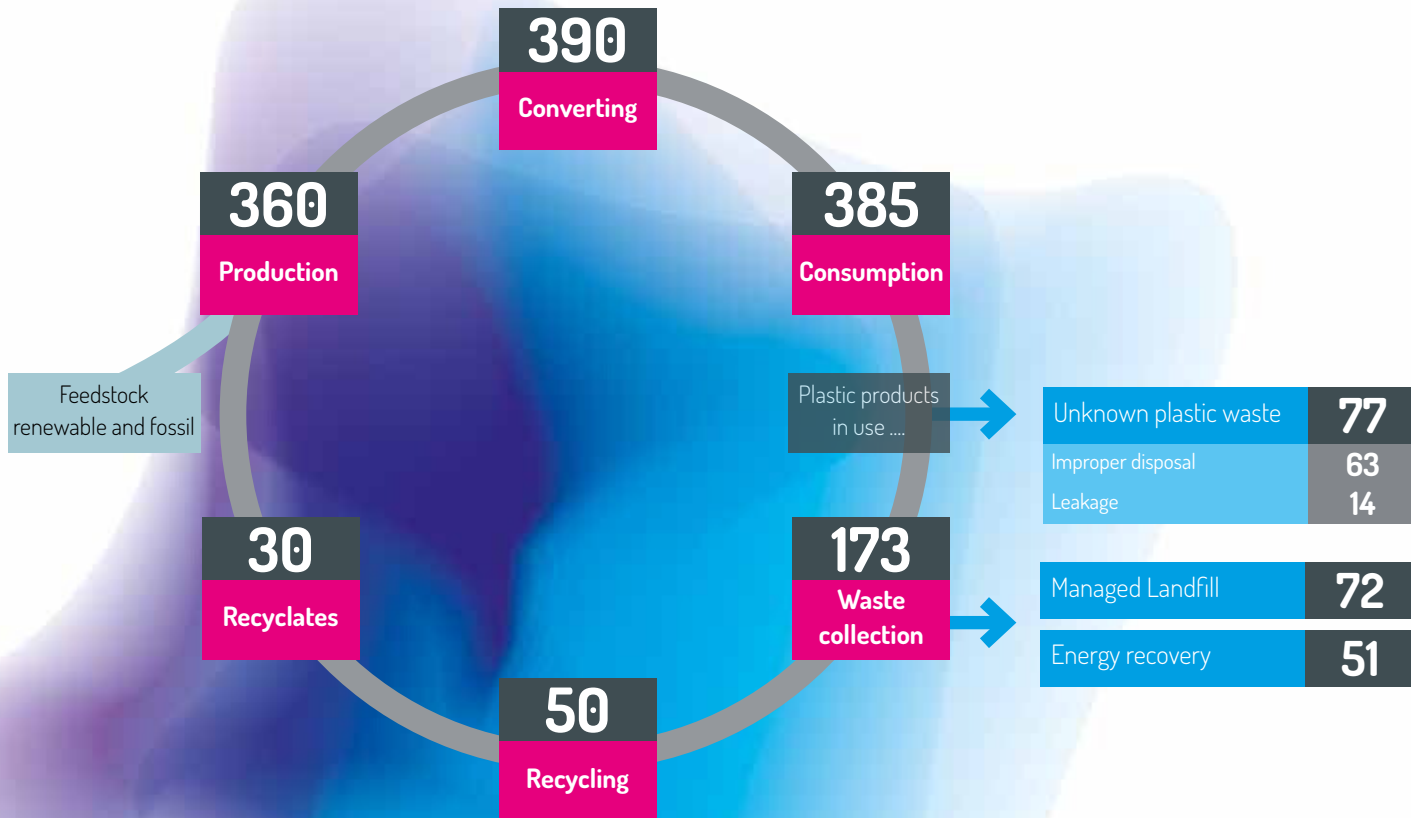 390
Converting
360
Production
385
Consumption
Feedstock
renewable and fossil
Plastic products
in use ....
Unknown plastic waste 77
Improper disposal 63
Leakage 14
30
Recyclates
173
Waste
collection
Managed Landfill 72
Energy recovery 51
50
Recycling